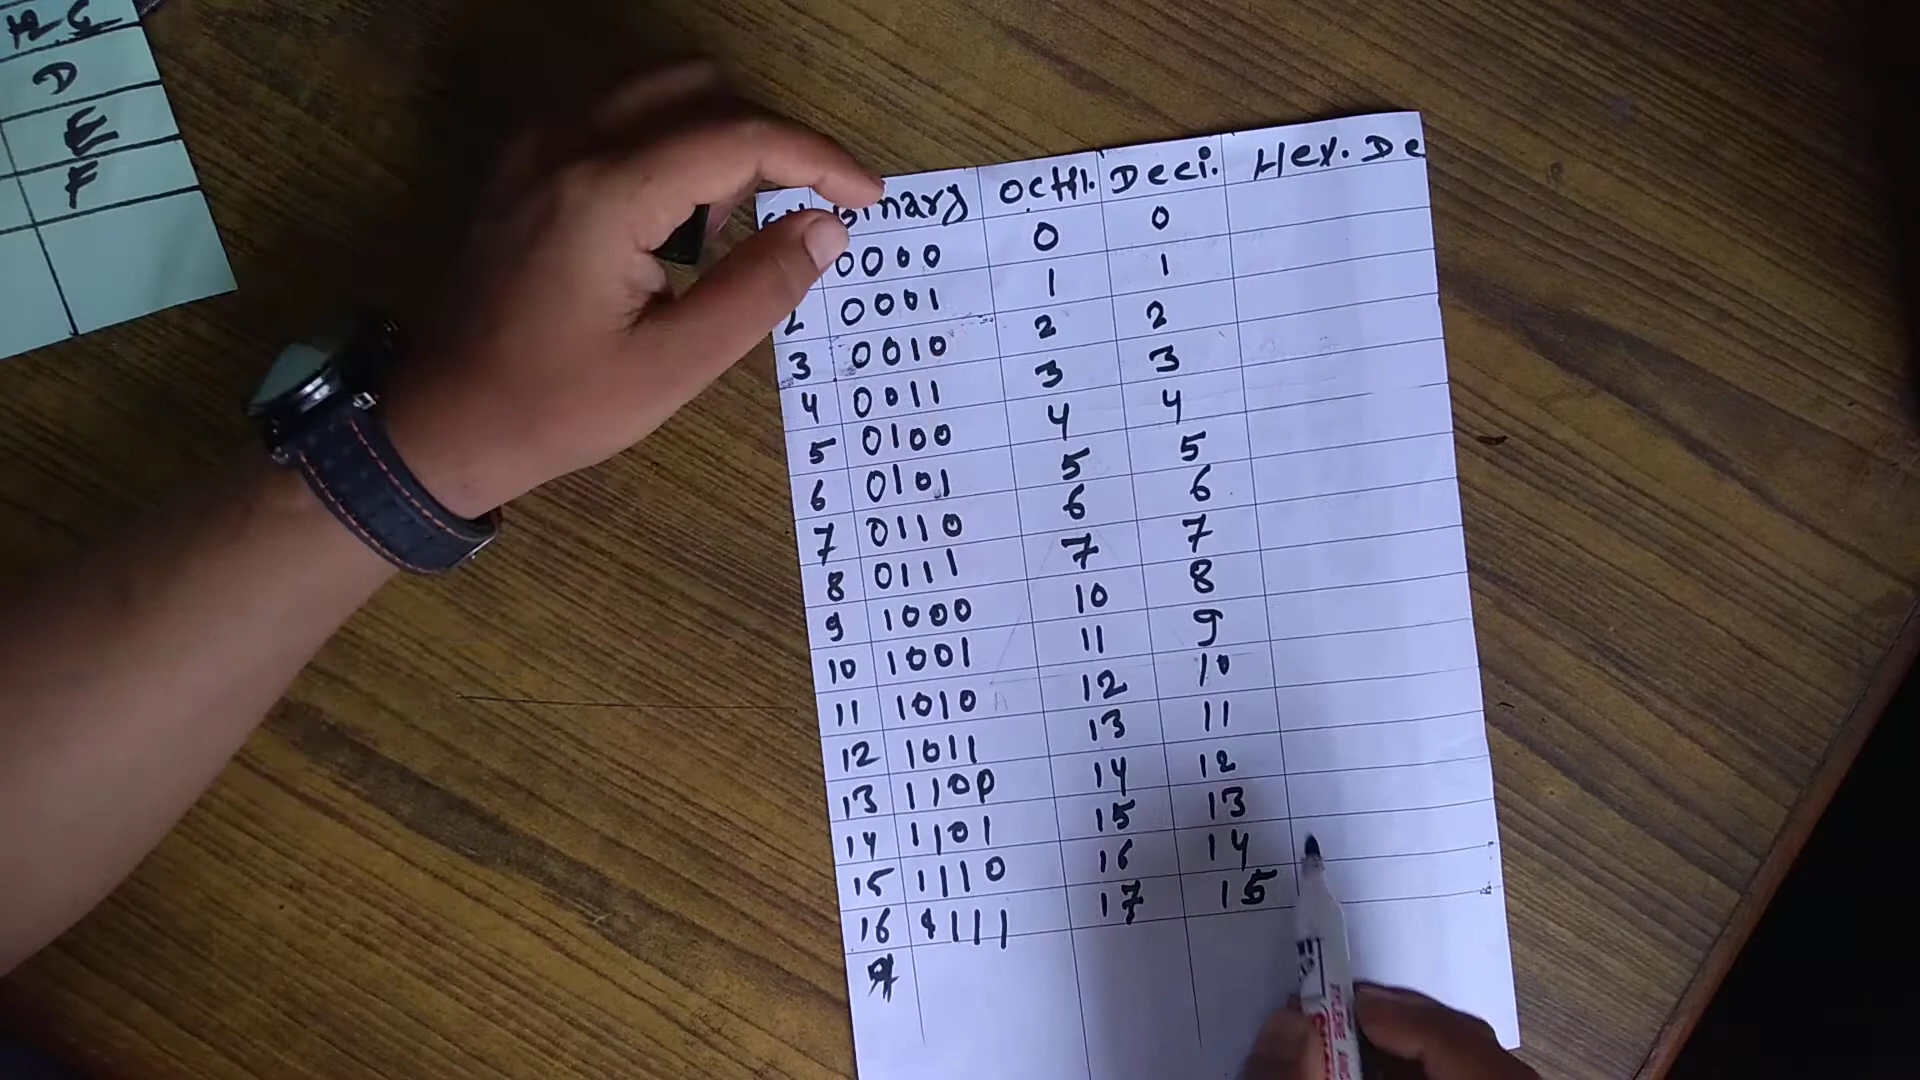 Binary Octl. Deci. Hex. De
0000 0 0
2 0001 1 1
3 0010 2 2
4 0011 3 3
5 0100 4 4
6 0101 5 5
7 0110 6 6
8 0111 7 7
9 1000 10 8
10 1001 11 9
11 1010 12 10
12 1011 13 11
13 1100 14 12
14 1101 15 13
15 1110 16 14
16 1111 17 15
D
E
F